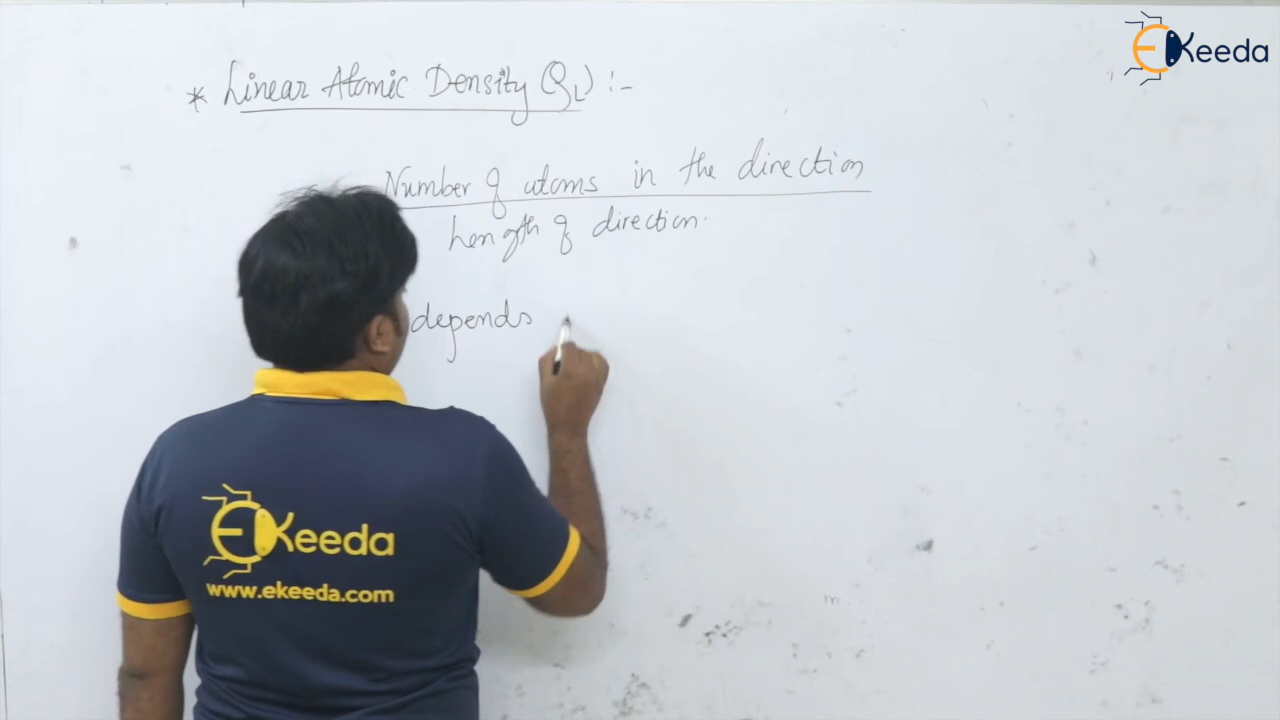 EKeeda
* Linear Atomic Density (ρL) :-
Number of atoms in the direction
Length of direction.
depends
EKeeda
www.ekeeda.com